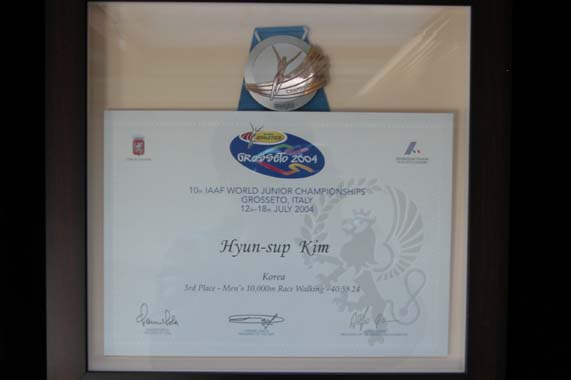 GROSSETO 2004
10th IAAF WORLD JUNIOR CHAMPIONSHIPS
GROSSETO, ITALY
12th-18th JULY 2004
Hyun-sup Kim
Korea
3rd Place - Men's 10,000m Race Walking - 40:59.24